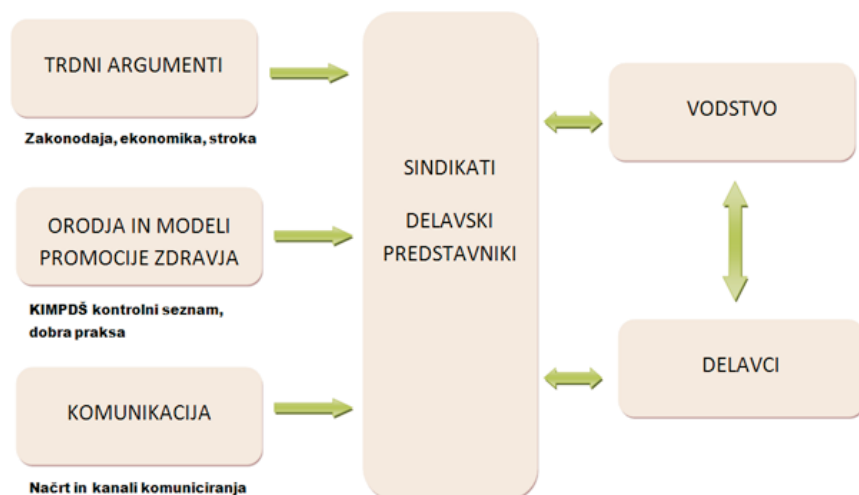 TRDNI ARGUMENTI
Zakonodaja, ekonomika, stroka
ORODJA IN MODELI
PROMOCIJE ZDRAVJA
KIMPDŠ kontrolni seznam,
dobra praksa
KOMUNIKACIJA
Načrt in kanali komuniciranja
SINDIKATI
DELAVSKI
PREDSTAVNIKI
VODSTVO
DELAVCI